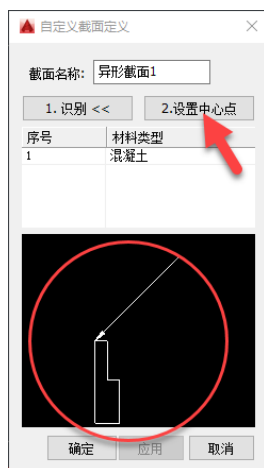 自定义截面定义
截面名称: 异形截面1
1. 识别 << 2.设置中心点
序号 材料类型
1 混凝土
确定 应用 取消